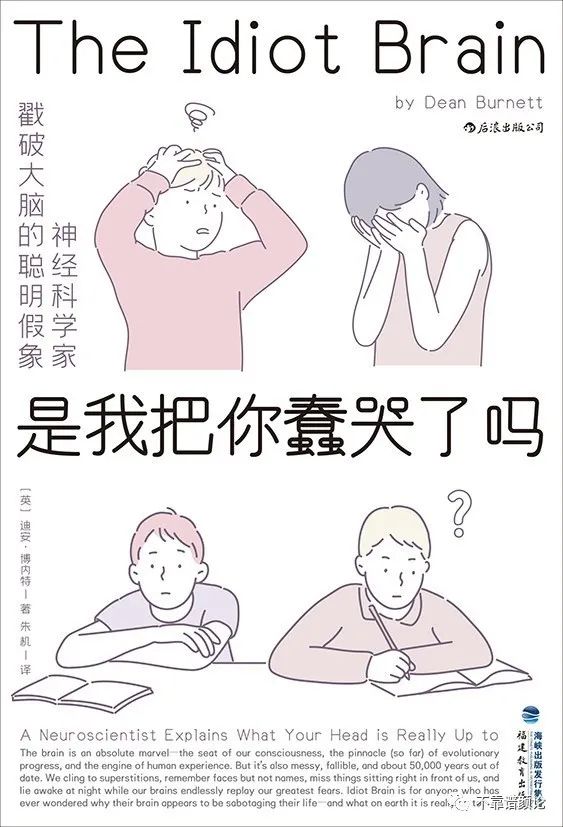 The Idiot Brain
by Dean Burnett
后浪出版公司
神经科学家
戳破大脑的聪明假象
是我把你蠢哭了吗
[英] 迪安·博内特—著 朱机—译
?
A Neuroscientist Explains What Your Head is Really Up to
The brain is an absolute marvel—the seat of our consciousness, the pinnacle (so far) of evolutionary
progress, and the engine of human experience. But it's also messy, fallible, and about 50,000 years out of
date. We cling to superstitions, remember faces but not names, miss things sitting right in front of us, and
lie awake at night while our brains endlessly replay our greatest fears. Idiot Brain is for anyone who has
ever wondered why their brain appears to be sabotaging their life—and what on earth it is really
海峡出版发行集
福建教育出版
不靠谱颜论